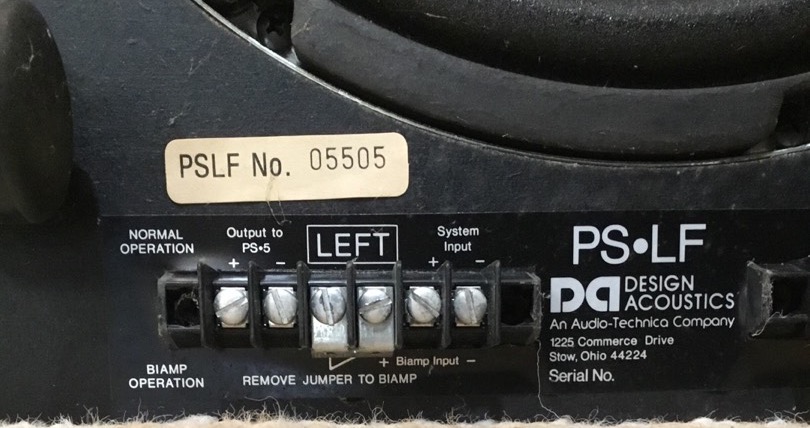 PSLF No. 05505
NORMAL
OPERATION
Output to
PS•5
+ −
LEFT
System
Input
+ −
+ Biamp Input −
BIAMP
OPERATION
REMOVE JUMPER TO BIAMP
PS•LF
DA DESIGN
ACOUSTICS
An Audio-Technica Company
1225 Commerce Drive
Stow, Ohio 44224
Serial No.